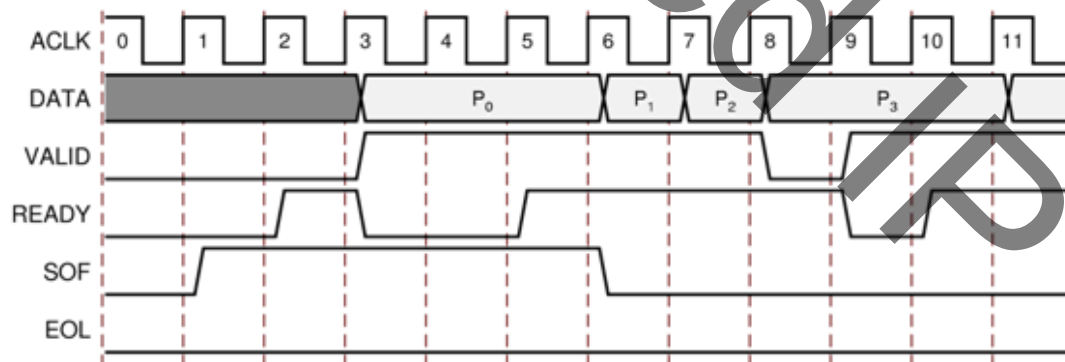 ACLK 0 1 2 3 4 5 6 7 8 9 10 11
DATA P₀ P₁ P₂ P₃
VALID
READY
SOF
EOL
IP